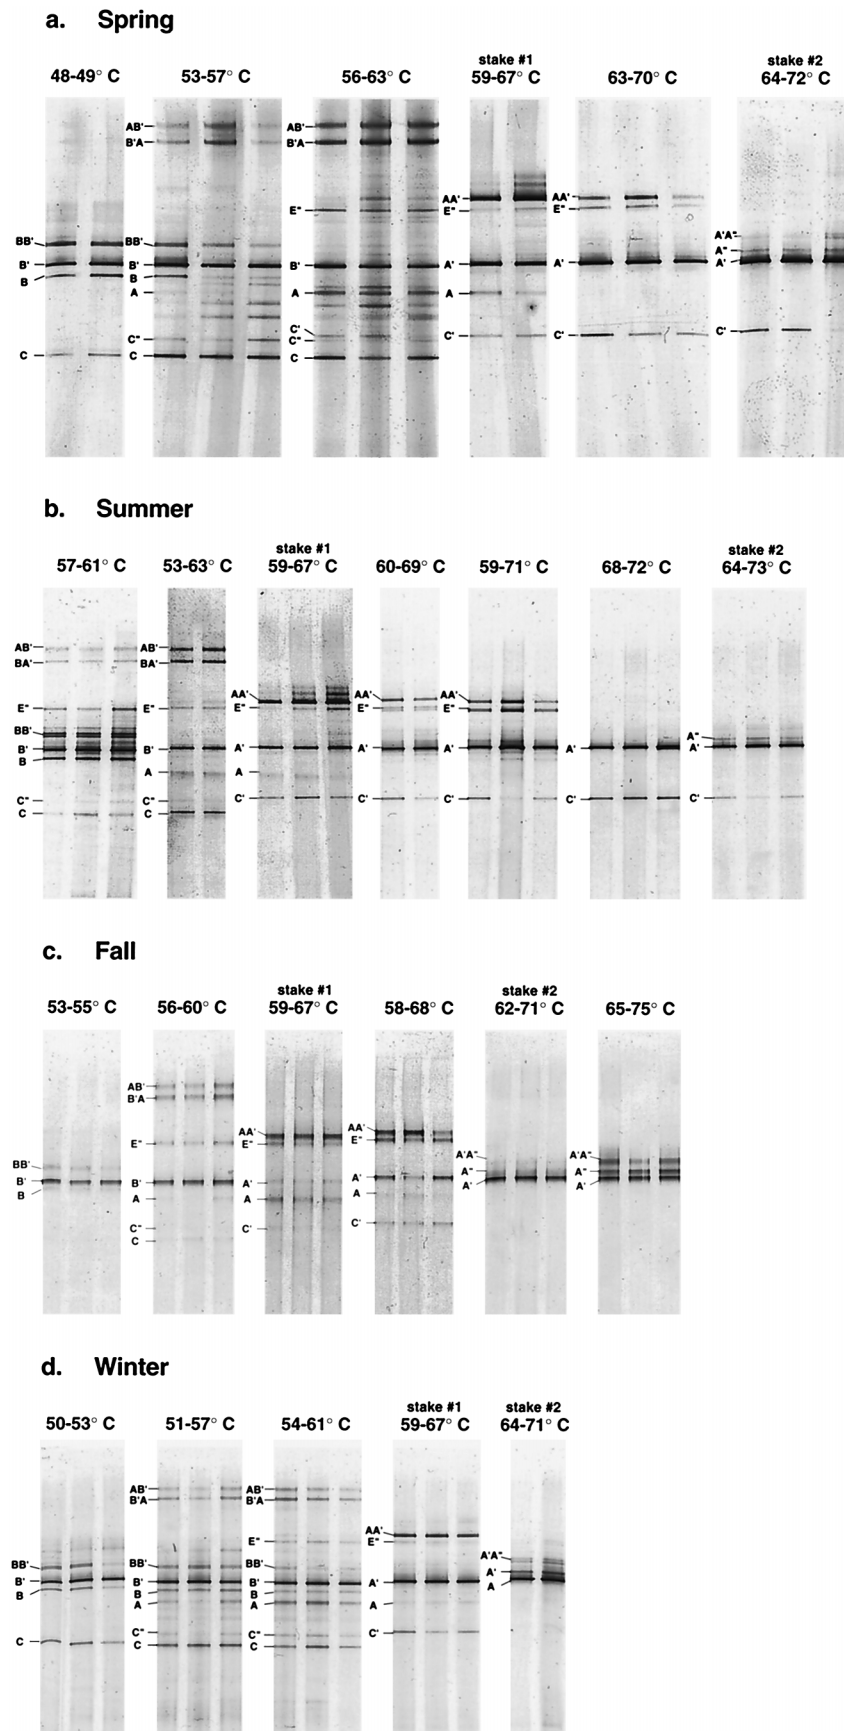 a. Spring
48-49° C
53-57° C
56-63° C
stake #1
59-67° C
63-70° C
stake #2
64-72° C
BB'
B'
B
C
AB'
B'A
BB'
B'
B
A
C"
C
AB'
B'A
E"
B'
A
C'
C"
C
AA'
E"
A'
A
C'
AA'
E"
A'
C'
A'A"
A"
A'
C'
b. Summer
57-61° C
53-63° C
stake #1
59-67° C
60-69° C
59-71° C
68-72° C
stake #2
64-73° C
AB'
BA'
E"
BB'
B'
B
C"
C
AB'
BA'
E"
B'
A
C"
C
AA'
E"
A'
A
C'
AA'
E"
A'
C'
AA'
E"
A'
C'
A'
C'
A"
A'
C'
c. Fall
53-55° C
56-60° C
stake #1
59-67° C
58-68° C
stake #2
62-71° C
65-75° C
BB'
B'
B
AB'
B'A
E"
B'
A
C"
C
AA'
E"
A'
A
C'
AA'
E"
A'
A
C'
A'A"
A"
A'
A'A"
A"
A'
d. Winter
50-53° C
51-57° C
54-61° C
stake #1
59-67° C
stake #2
64-71° C
BB'
B'
B
C
AB'
B'A
BB'
B'
B
A
C"
C
AB'
B'A
E"
BB'
B'
B
A
C"
C
AA'
E"
A'
A
C'
A'A"
A'
A